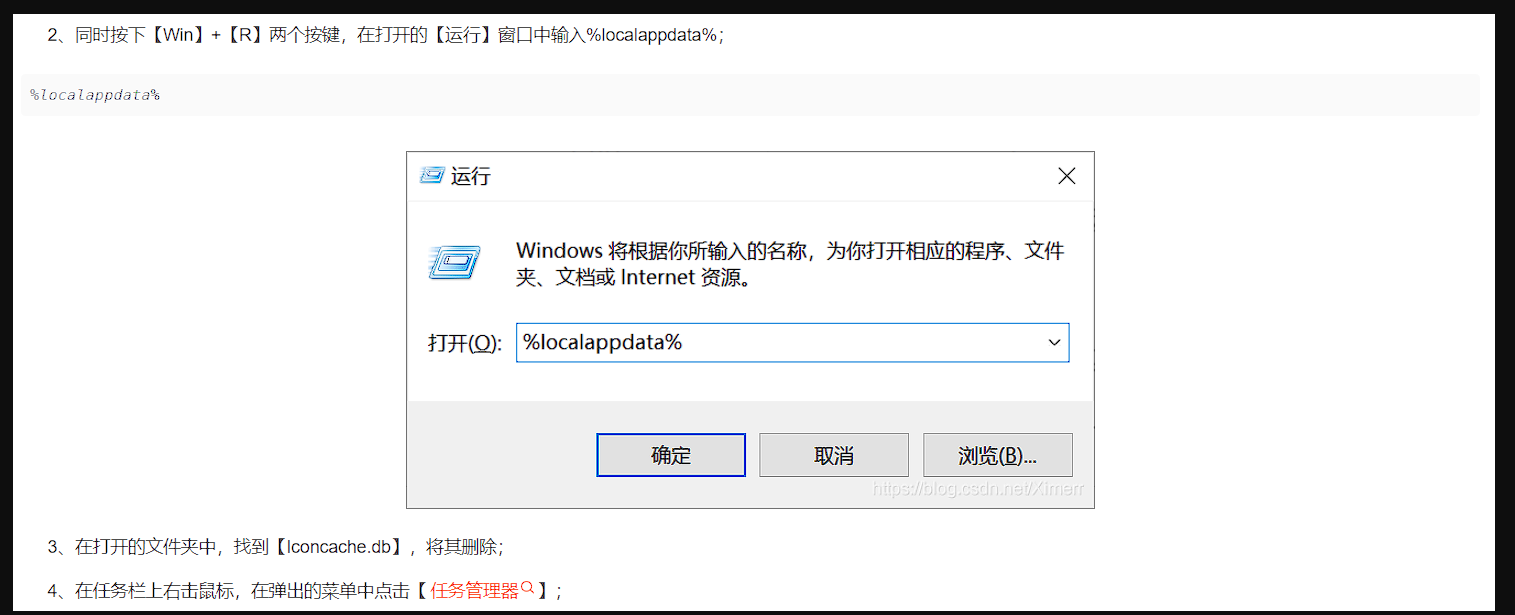 2、同时按下【Win】+【R】两个按键，在打开的【运行】窗口中输入%localappdata%；
%localappdata%
运行
Windows 将根据你所输入的名称，为你打开相应的程序、文件
夹、文档或 Internet 资源。
打开(O): %localappdata%
确定 取消 浏览(B)...
https://blog.csdn.net/Ximerr
3、在打开的文件夹中，找到【Iconcache.db】，将其删除；
4、在任务栏上右击鼠标，在弹出的菜单中点击【任务管理器】；